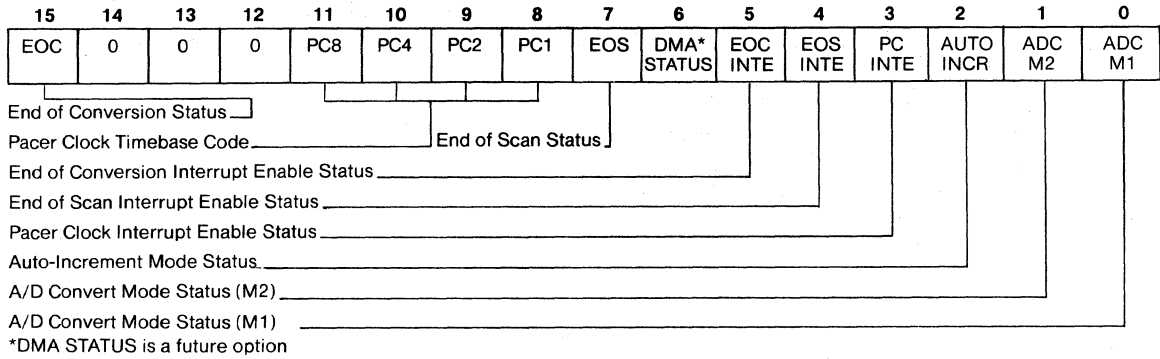 15 14 13 12 11 10 9 8 7 6 5 4 3 2 1 0
EOC 0 0 0 PC8 PC4 PC2 PC1 EOS DMA* STATUS EOC INTE EOS INTE PC INTE AUTO INCR ADC M2 ADC M1
End of Conversion Status
Pacer Clock Timebase Code End of Scan Status
End of Conversion Interrupt Enable Status
End of Scan Interrupt Enable Status
Pacer Clock Interrupt Enable Status
Auto-Increment Mode Status
A/D Convert Mode Status (M2)
A/D Convert Mode Status (M1)
*DMA STATUS is a future option